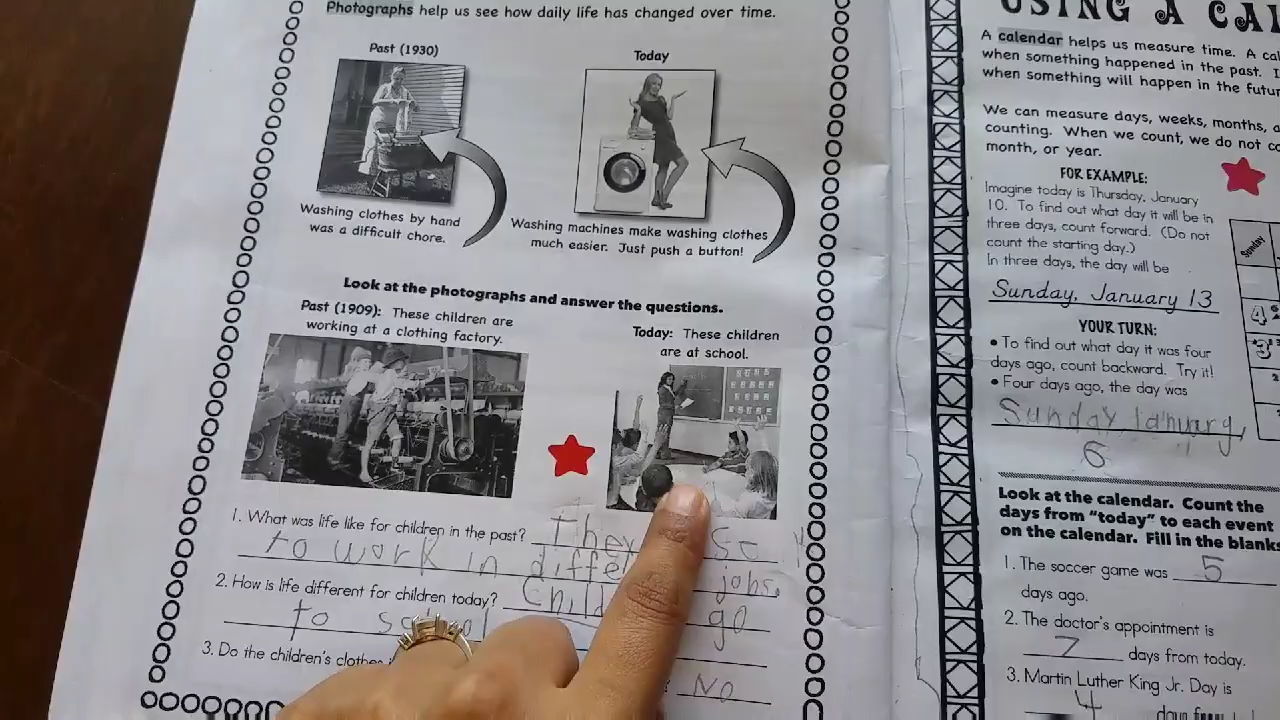 Photographs help us see how daily life has changed over time.
Past (1930)
Today
Washing clothes by hand
was a difficult chore.
Washing machines make washing clothes
much easier. Just push a button!
Look at the photographs and answer the questions.
Past (1909): These children are
working at a clothing factory.
Today: These children
are at school.
1. What was life like for children in the past? They so
to work in jobs.
2. How is life different for children today? go
to
3. Do the children's No
USING A
A calendar helps us measure time. A
when something happened in the past.
when something will happen in the
We can measure days, weeks, months,
counting. When we count, we do not
month, or year.
FOR EXAMPLE:
Imagine today is Thursday, January
10. To find out what day it will be in
three days, count forward. (Do not
count the starting day.)
In three days, the day will be
Sunday, January 13
Sunday
4
3
YOUR TURN:
• To find out what day it was four
days ago, count backward. Try it!
• Four days ago, the day was
Sunday January,
6
Look at the calendar. Count the
days from "today" to each event
on the calendar. Fill in the
1. The soccer game was 5
days ago.
2. The doctor's appointment is
7 days from today.
3. Martin Luther King Jr. Day is
4 days